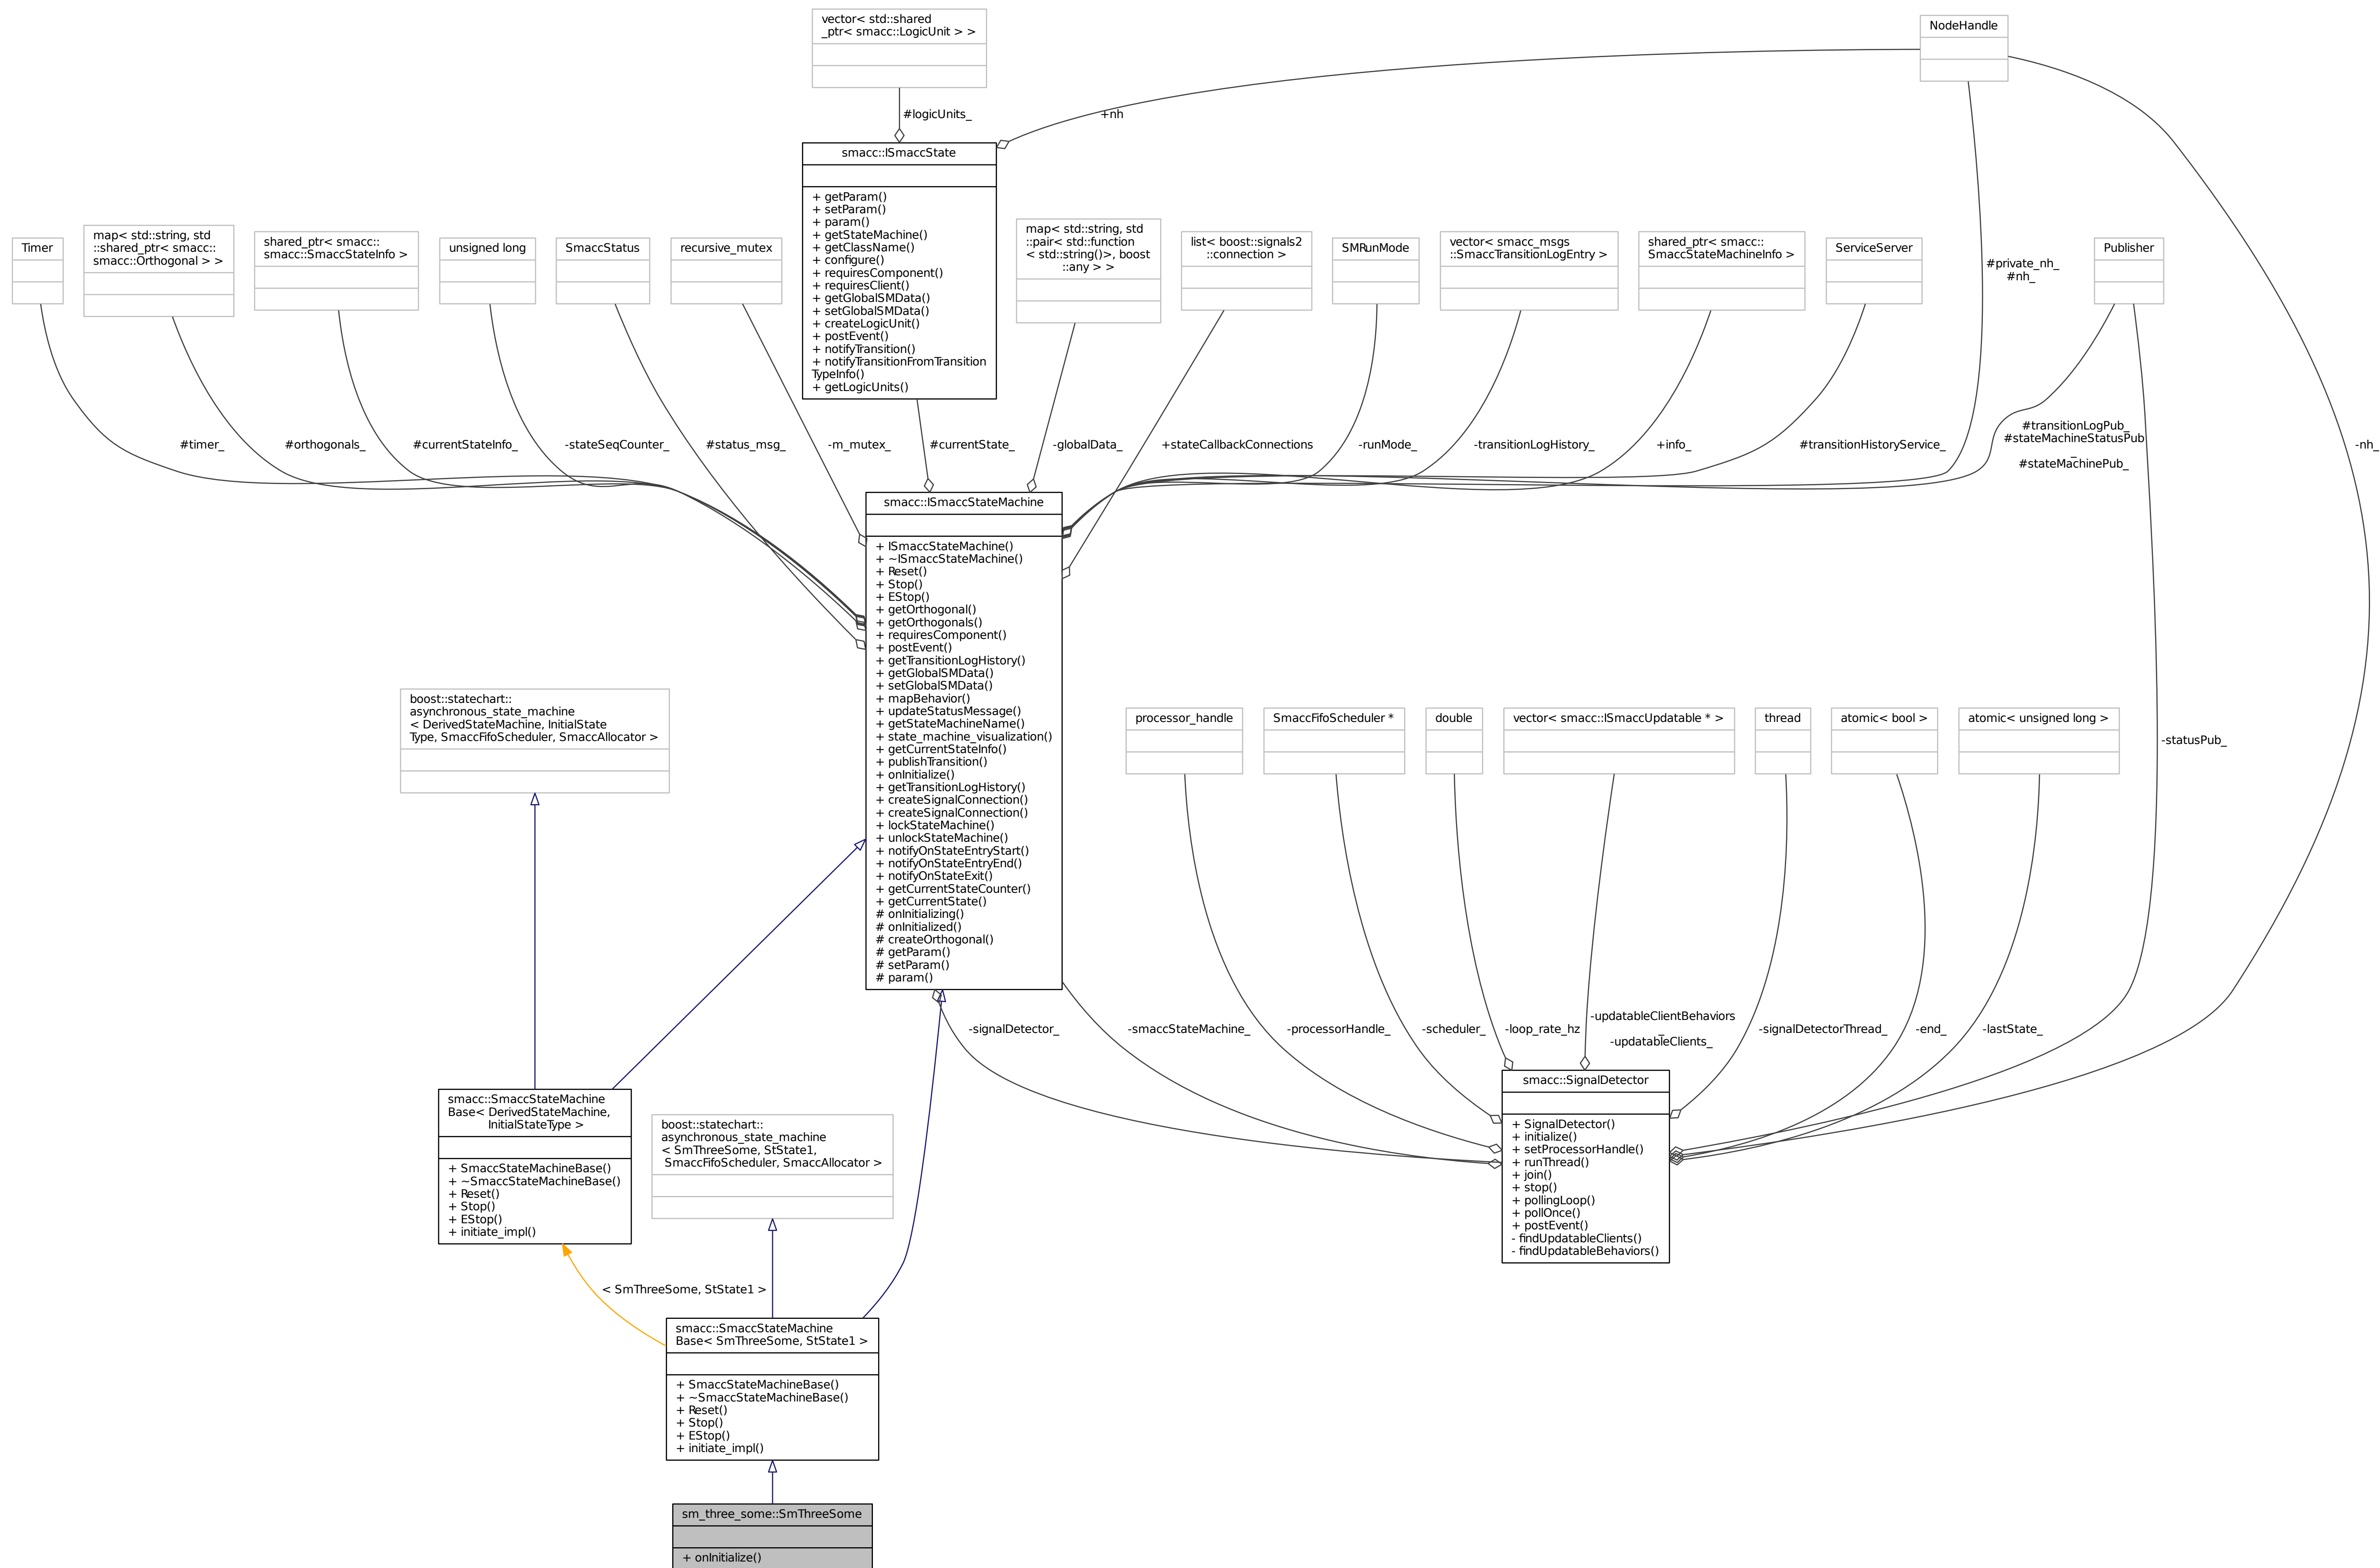 vector< std::shared
_ptr< smacc::LogicUnit > >
NodeHandle
#logicUnits_
+nh
smacc::ISmaccState
+ getParam()
+ setParam()
+ param()
+ getStateMachine()
+ getClassName()
+ configure()
+ requiresComponent()
+ requiresClient()
+ getGlobalSMData()
+ setGlobalSMData()
+ createLogicUnit()
+ postEvent()
+ notifyTransition()
+ notifyTransitionFromTransition
TypeInfo()
+ getLogicUnits()
Timer
map< std::string, std
::shared_ptr< smacc::
smacc::Orthogonal > >
shared_ptr< smacc::
smacc::SmaccStateInfo >
unsigned long
SmaccStatus
recursive_mutex
map< std::string, std
::pair< std::function
< std::string()>, boost
::any > >
list< boost::signals2
::connection >
SMRunMode
vector< smacc_msgs
::SmaccTransitionLogEntry >
shared_ptr< smacc::
SmaccStateMachineInfo >
ServiceServer
Publisher
#private_nh_
#nh_
#timer_
#orthogonals_
#currentStateInfo_
-stateSeqCounter_
#status_msg_
-m_mutex_
#currentState_
-globalData_
+stateCallbackConnections
-runMode_
-transitionLogHistory_
+info_
#transitionHistoryService_
#transitionLogPub_
#stateMachineStatusPub
_
#stateMachinePub_
-nh_
smacc::ISmaccStateMachine
+ ISmaccStateMachine()
+ ~ISmaccStateMachine()
+ Reset()
+ Stop()
+ EStop()
+ getOrthogonal()
+ getOrthogonals()
+ requiresComponent()
+ postEvent()
+ getTransitionLogHistory()
+ getGlobalSMData()
+ setGlobalSMData()
+ mapBehavior()
+ updateStatusMessage()
+ getStateMachineName()
+ state_machine_visualization()
+ getCurrentStateInfo()
+ publishTransition()
+ onInitialize()
+ getTransitionLogHistory()
+ createSignalConnection()
+ createSignalConnection()
+ lockStateMachine()
+ unlockStateMachine()
+ notifyOnStateEntryStart()
+ notifyOnStateEntryEnd()
+ notifyOnStateExit()
+ getCurrentStateCounter()
+ getCurrentState()
# onInitializing()
# onInitialized()
# createOrthogonal()
# getParam()
# setParam()
# param()
boost::statechart::
asynchronous_state_machine
< DerivedStateMachine, InitialState
Type, SmaccFifoScheduler, SmaccAllocator >
processor_handle
SmaccFifoScheduler *
double
vector< smacc::ISmaccUpdatable * >
thread
atomic< bool >
atomic< unsigned long >
-statusPub_
-signalDetector_
-smaccStateMachine_
-processorHandle_
-scheduler_
-loop_rate_hz
-updatableClientBehaviors
_
-updatableClients_
-signalDetectorThread_
-end_
-lastState_
smacc::SignalDetector
+ SignalDetector()
+ initialize()
+ setProcessorHandle()
+ runThread()
+ join()
+ stop()
+ pollingLoop()
+ pollOnce()
+ postEvent()
- findUpdatableClients()
- findUpdatableBehaviors()
smacc::SmaccStateMachine
Base< DerivedStateMachine,
InitialStateType >
+ SmaccStateMachineBase()
+ ~SmaccStateMachineBase()
+ Reset()
+ Stop()
+ EStop()
+ initiate_impl()
boost::statechart::
asynchronous_state_machine
< SmThreeSome, StState1,
SmaccFifoScheduler, SmaccAllocator >
< SmThreeSome, StState1 >
smacc::SmaccStateMachine
Base< SmThreeSome, StState1 >
+ SmaccStateMachineBase()
+ ~SmaccStateMachineBase()
+ Reset()
+ Stop()
+ EStop()
+ initiate_impl()
sm_three_some::SmThreeSome
+ onInitialize()